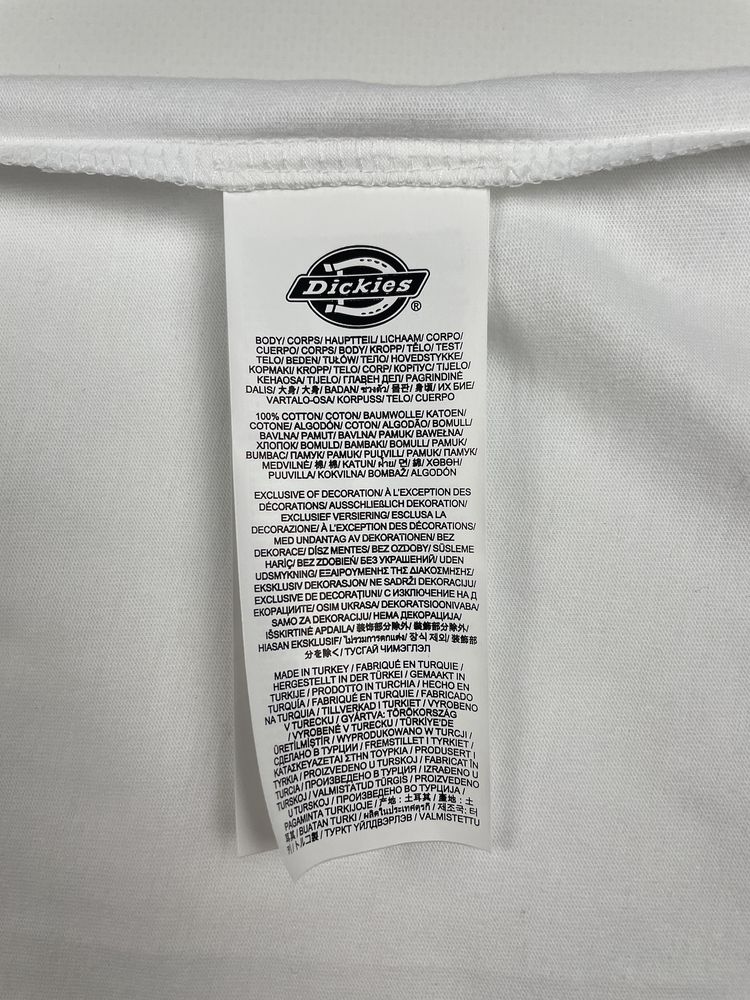 Dickies
®
BODY/ CORPS/ HAUPTTEIL/ LICHAAM/ CORPO/
CUERPO/ CORPS/ BODY/ KROPP/ TĚLO/ TEST/
TELO/ BEDEN/ TUŁÓW/ ТЕЛО/ HOVEDSTYKKE/
ΚΟΡΜΑΚΙ/ KROPP/ TELO/ CORP/ КОРПУС/ TIJELO/
KEHAOSA/ TIJELO/ ГЛАВЕН ДЕЛ/ PAGRINDINĖ
DALIS/ 大身/ 大身/ BADAN/ ช่วงตัว/ 몸판/ 身頃/ ИХ БИЕ/
VARTALO-OSA/ KORPUSS/ TELO/ CUERPO
100% COTTON/ COTON/ BAUMWOLLE/ KATOEN/
COTONE/ ALGODÓN/ COTON/ ALGODÃO/ BOMULL/
BAVLNA/ PAMUT/ BAVLNA/ PAMUK/ BAWEŁNA/
ХЛОПОК/ BOMULD/ ΒΑΜΒΑΚΙ/ BOMULL/ PAMUK/
BUMBAC/ ПАМУК/ PAMUK/ PUUVILL/ PAMUK/ ПАМУК/
MEDVILNĖ/ 棉/ 棉/ KATUN/ ฝ้าย/ 면/ 綿/ ХӨВӨН/
PUUVILLA/ KOKVILNA/ BOMBAŽ/ ALGODÓN
EXCLUSIVE OF DECORATION/ À L'EXCEPTION DES
DÉCORATIONS/ AUSSCHLIEßLICH DEKORATION/
EXCLUSIEF VERSIERING/ ESCLUSA LA
DECORAZIONE/ À L'EXCEPTION DES DÉCORATIONS/
MED UNDANTAG AV DEKORATIONEN/ BEZ
DEKORACE/ DÍSZ MENTES/ BEZ OZDOBY/ SÜSLEME
HARİÇ/ BEZ ZDOBIEŃ/ БЕЗ УКРАШЕНИЙ/ UDEN
UDSMYKNING/ ΕΞΑΙΡΟΥΜΕΝΗΣ ΤΗΣ ΔΙΑΚΟΣΜΗΣΗΣ/
EKSKLUSIV DEKORASJON/ NE SADRŽI DEKORACIJU/
EXCLUSIVE DE DECORAȚIUNI/ С ИЗКЛЮЧЕНИЕ НА Д
ЕКОРАЦИИТЕ/ OSIM UKRASA/ DEKORATSIOONIVABA/
SAMO ZA DEKORACIJU/ НЕМА ДЕКОРАЦИЈА/
IŠSKIRTINĖ APDAILA/ 装饰部分除外/ 裝飾部分除外/
HIASAN EKSKLUSIF/ ไม่รวมการตกแต่ง/ 장식 제외/ 装飾部
分を除く/ ТУСГАЙ ЧИМЭГЛЭЛ
MADE IN TURKEY / FABRIQUÉ EN TURQUIE /
HERGESTELLT IN DER TÜRKEI / GEMAAKT IN
TURKIJE / PRODOTTO IN TURCHIA / HECHO EN
TURQUÍA / FABRIQUÉ EN TURQUIE / FABRICADO
NA TURQUIA / TILLVERKAD I TURKIET / VYROBENO
V TURECKU / GYÁRTVA: TÖRÖKORSZÁG
/ VYROBENÉ V TURECKU / TÜRKİYE'DE
ÜRETİLMİŞTİR / WYPRODUKOWANO W TURCJI /
СДЕЛАНО В ТУРЦИИ / FREMSTILLET I TYRKIET /
ΚΑΤΑΣΚΕΥΑΖΕΤΑΙ ΣΤΗΝ ΤΟΥΡΚΙΑ / PRODUSERT I
TYRKIA / PROIZVEDENO U TURSKOJ / FABRICAT ÎN
TURCIA / ПРОИЗВЕДЕНО В ТУРЦИЯ / IZRAĐENO U
TURSKOJ / VALMISTATUD TÜRGIS / PROIZVEDENO
U TURSKOJ / ПРОИЗВЕДЕНО ВО ТУРЦИЈА /
PAGAMINTA TURKIJOJE / 产地：土耳其 / 產地：土
耳其 / BUATAN TURKI / ผลิตในประเทศตุรกี / 제조국: 터
키 / トルコ製 / ТУРКТ ҮЙЛДВЭРЛЭВ / VALMISTETTU